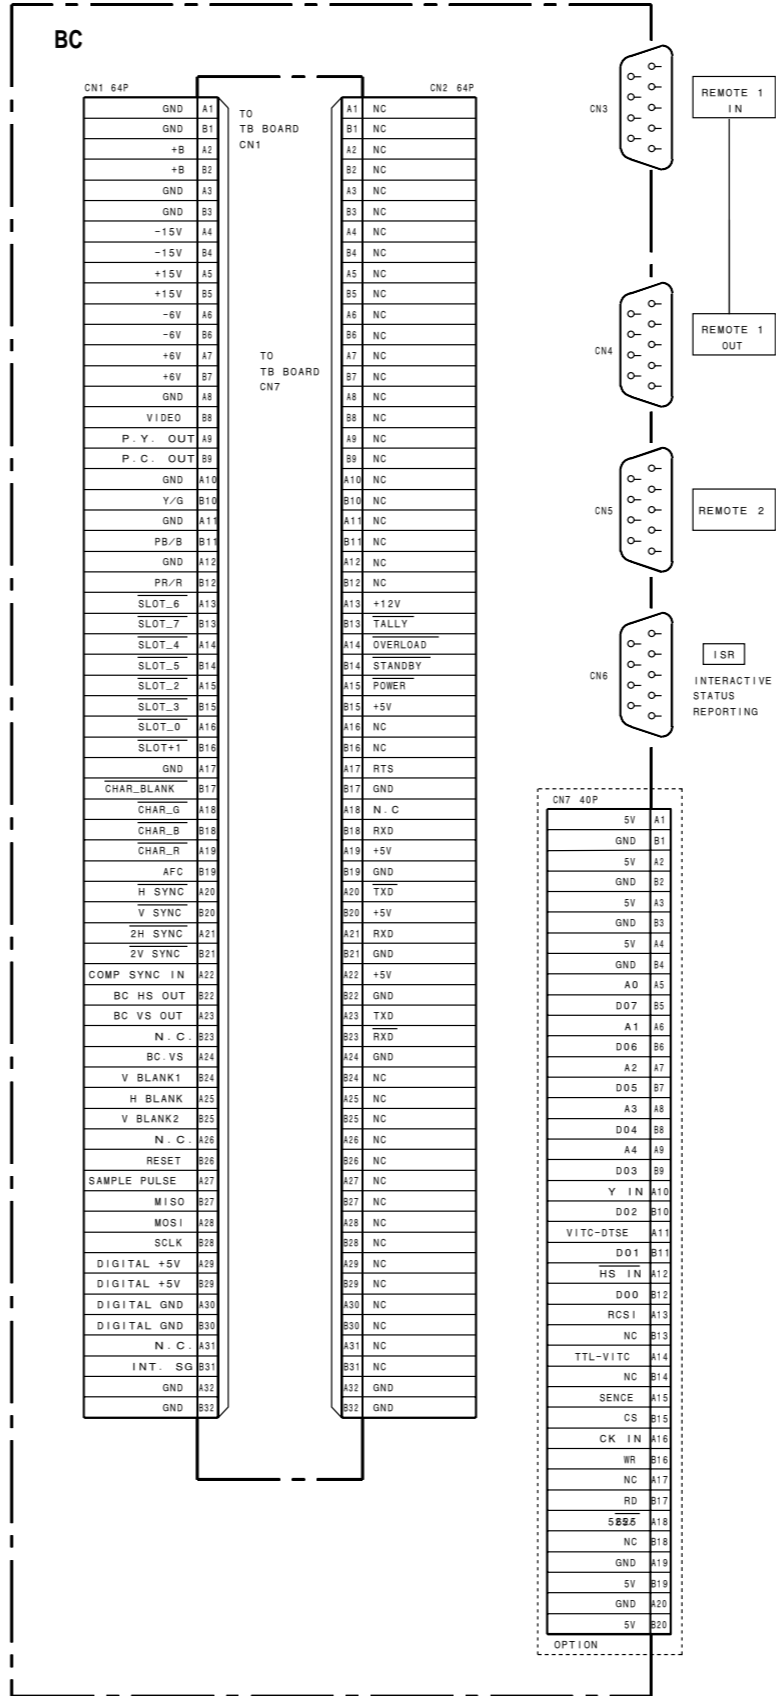 BC
CN1 64P
GND A1
GND B1
+B A2
+B B2
GND A3
GND B3
-15V A4
-15V B4
+15V A5
+15V B5
-6V A6
-6V B6
+6V A7
+6V B7
GND A8
VIDEO B8
P.Y. OUT A9
P.C. OUT B9
GND A10
Y/G B10
GND A11
PB/B B11
GND A12
PR/R B12
SLOT_6 A13
SLOT_7 B13
SLOT_4 A14
SLOT_5 B14
SLOT_2 A15
SLOT_3 B15
SLOT_0 A16
SLOT+1 B16
GND A17
CHAR_BLANK B17
CHAR_G A18
CHAR_B B18
CHAR_R A19
AFC B19
H SYNC A20
V SYNC B20
2H SYNC A21
2V SYNC B21
COMP SYNC IN A22
BC HS OUT B22
BC VS OUT A23
N.C. B23
BC.VS A24
V BLANK1 B24
H BLANK A25
V BLANK2 B25
N.C. A26
RESET B26
SAMPLE PULSE A27
MISO B27
MOSI A28
SCLK B28
DIGITAL +5V A29
DIGITAL +5V B29
DIGITAL GND A30
DIGITAL GND B30
N.C. A31
INT. SG B31
GND A32
GND B32
TO
TB BOARD
CN1
TO
TB BOARD
CN7
CN2 64P
A1 NC
B1 NC
A2 NC
B2 NC
A3 NC
B3 NC
A4 NC
B4 NC
A5 NC
B5 NC
A6 NC
B6 NC
A7 NC
B7 NC
A8 NC
B8 NC
A9 NC
B9 NC
A10 NC
B10 NC
A11 NC
B11 NC
A12 NC
B12 NC
A13 +12V
B13 TALLY
A14 OVERLOAD
B14 STANDBY
A15 POWER
B15 +5V
A16 NC
B16 NC
A17 RTS
B17 GND
A18 N.C
B18 RXD
A19 +5V
B19 GND
A20 TXD
B20 +5V
A21 RXD
B21 GND
A22 +5V
B22 GND
A23 TXD
B23 RXD
A24 GND
B24 NC
A25 NC
B25 NC
A26 NC
B26 NC
A27 NC
B27 NC
A28 NC
B28 NC
A29 NC
B29 NC
A30 NC
B30 NC
A31 NC
B31 NC
A32 GND
B32 GND
CN3
REMOTE 1
IN
CN4
REMOTE 1
OUT
CN5
REMOTE 2
CN6
ISR
INTERACTIVE
STATUS
REPORTING
CN7 40P
5V A1
GND B1
5V A2
GND B2
5V A3
GND B3
5V A4
GND B4
A0 A5
D07 B5
A1 A6
D06 B6
A2 A7
D05 B7
A3 A8
D04 B8
A4 A9
D03 B9
Y IN A10
D02 B10
VITC-DTSE A11
D01 B11
HS IN A12
D00 B12
RCSI A13
NC B13
TTL-VITC A14
NC B14
SENCE A15
CS B15
CK IN A16
WR B16
NC A17
RD B17
A18
NC B18
GND A19
5V B19
GND A20
5V B20
OPTION